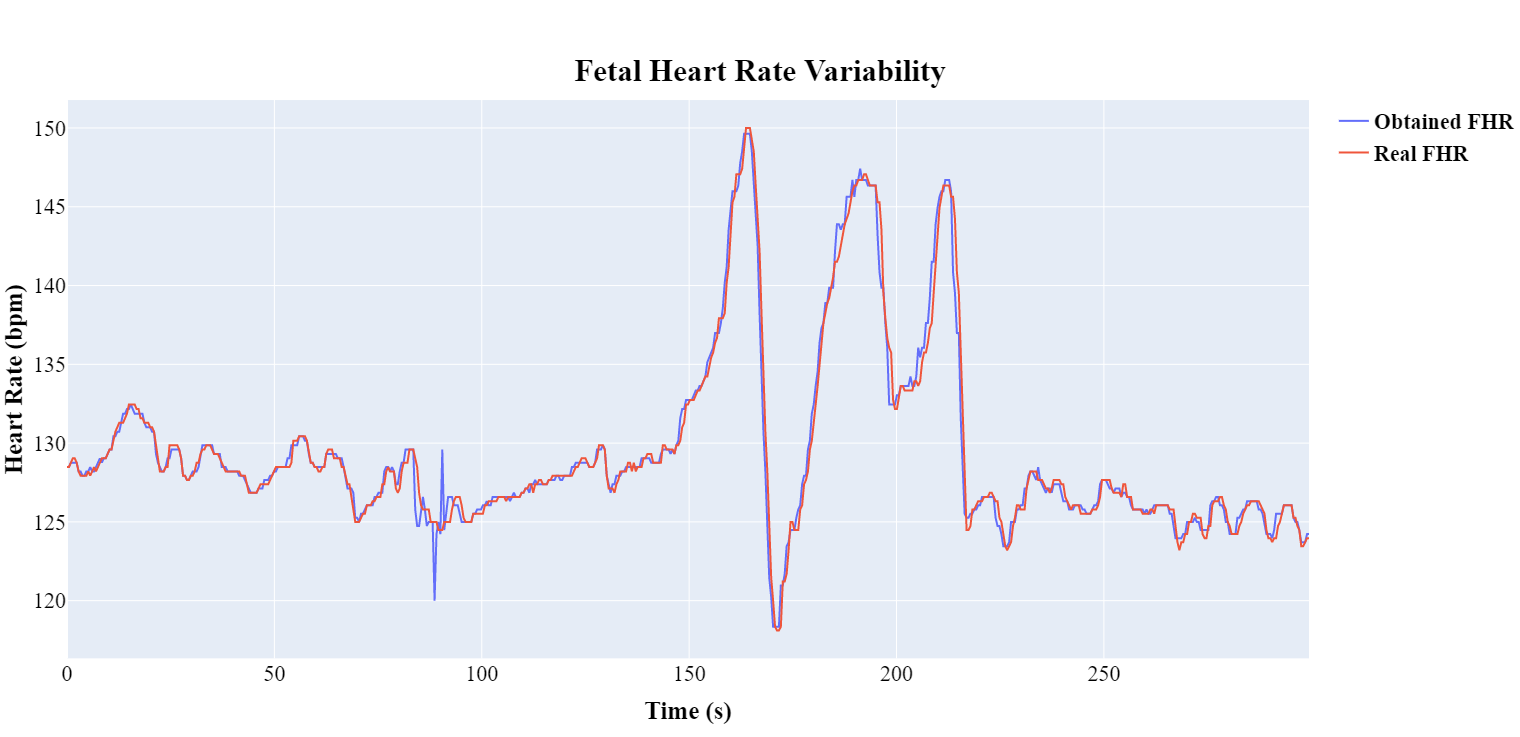 Fetal Heart Rate Variability
Obtained FHR
Real FHR
150
145
140
135
130
125
120
Heart Rate (bpm)
0 50 100 150 200 250
Time (s)